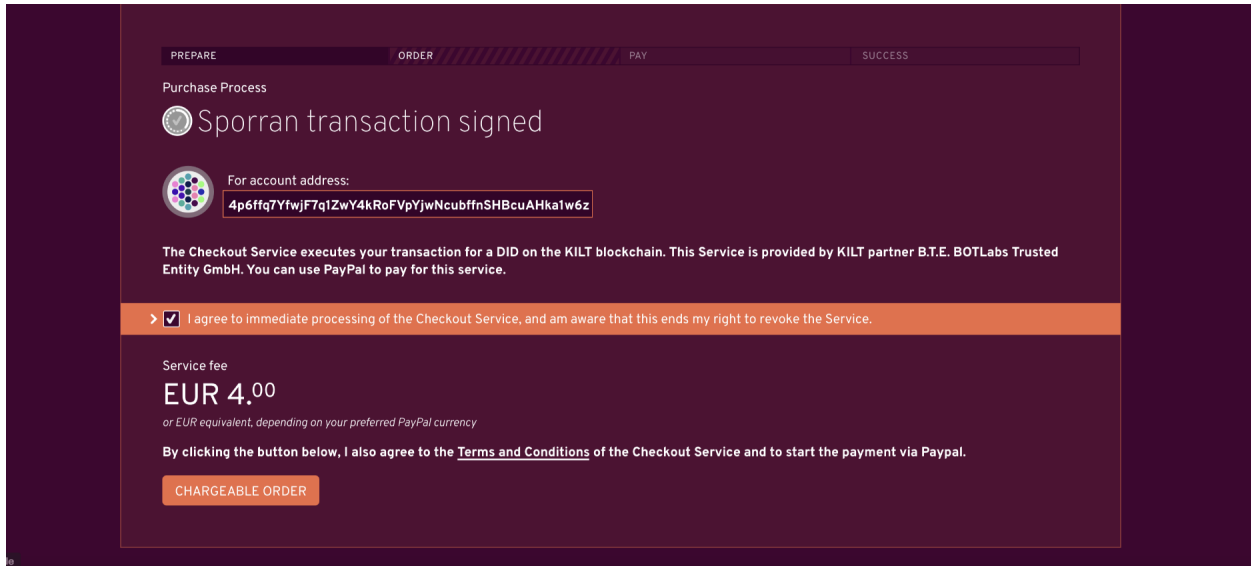 PREPARE
ORDER
PAY
SUCCESS
Purchase Process
Sporran transaction signed
For account address:
4p6ffq7YfwjF7q1ZwY4kRoFVpYjwNcubffnSHBcuAHka1w6z
The Checkout Service executes your transaction for a DID on the KILT blockchain. This Service is provided by KILT partner B.T.E. BOTLabs Trusted
Entity GmbH. You can use PayPal to pay for this service.
I agree to immediate processing of the Checkout Service, and am aware that this ends my right to revoke the Service.
Service fee
EUR 4.00
or EUR equivalent, depending on your preferred PayPal currency
By clicking the button below, I also agree to the Terms and Conditions of the Checkout Service and to start the payment via Paypal.
CHARGEABLE ORDER